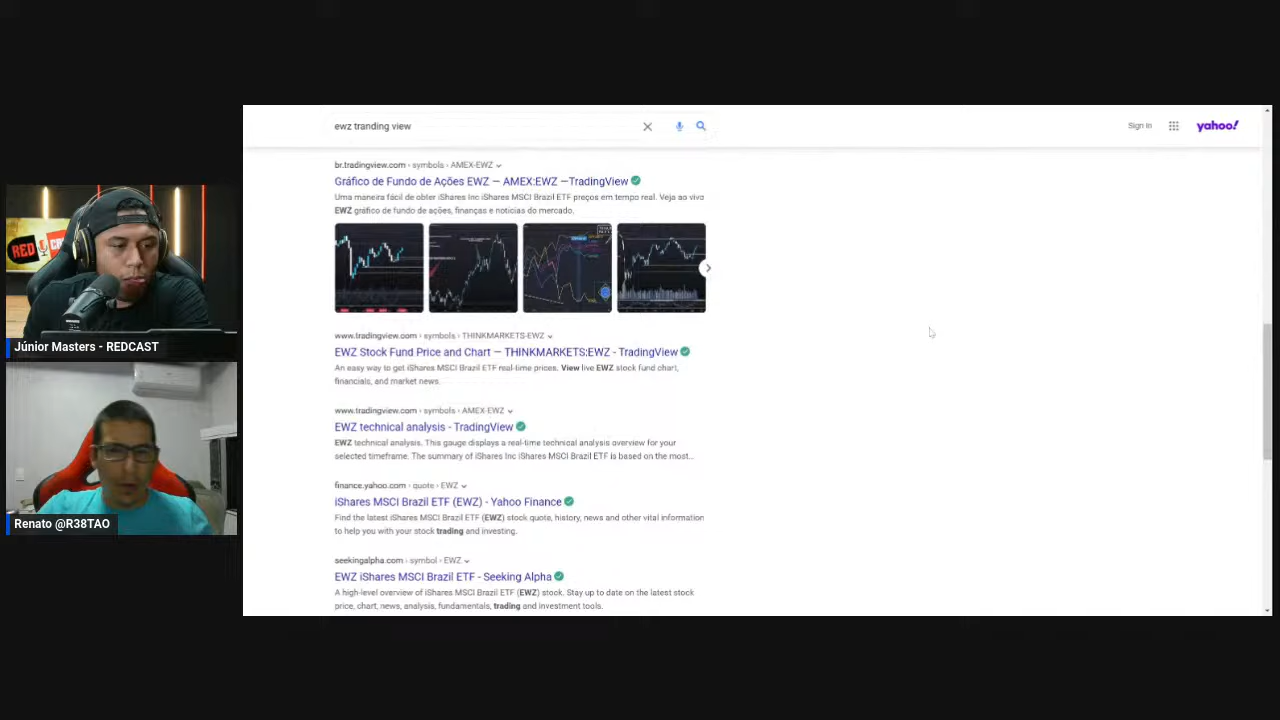 ewz tranding view
Sign In
yahoo!
br.tradingview.com › symbols › AMEX-EWZ
Gráfico de Fundo de Ações EWZ — AMEX:EWZ —TradingView
Uma maneira fácil de obter iShares Inc iShares MSCI Brazil ETF preços em tempo real. Veja ao vivo
EWZ gráfico de fundo de ações, finanças e notícias do mercado.
www.tradingview.com › symbols › THINKMARKETS-EWZ
EWZ Stock Fund Price and Chart — THINKMARKETS:EWZ - TradingView
An easy way to get iShares MSCI Brazil ETF real-time prices. View live EWZ stock fund chart,
financials, and market news.
www.tradingview.com › symbols › AMEX-EWZ
EWZ technical analysis - TradingView
EWZ technical analysis. This gauge displays a real-time technical analysis overview for your
selected timeframe. The summary of iShares Inc iShares MSCI Brazil ETF is based on the most...
finance.yahoo.com › quote › EWZ
iShares MSCI Brazil ETF (EWZ) - Yahoo Finance
Find the latest iShares MSCI Brazil ETF (EWZ) stock quote, history, news and other vital information
to help you with your stock trading and investing.
seekingalpha.com › symbol › EWZ
EWZ iShares MSCI Brazil ETF - Seeking Alpha
A high-level overview of iShares MSCI Brazil ETF (EWZ) stock. Stay up to date on the latest stock
price, chart, news, analysis, fundamentals, trading and investment tools.
RED
Júnior Masters - REDCAST
Renato @R38TAO